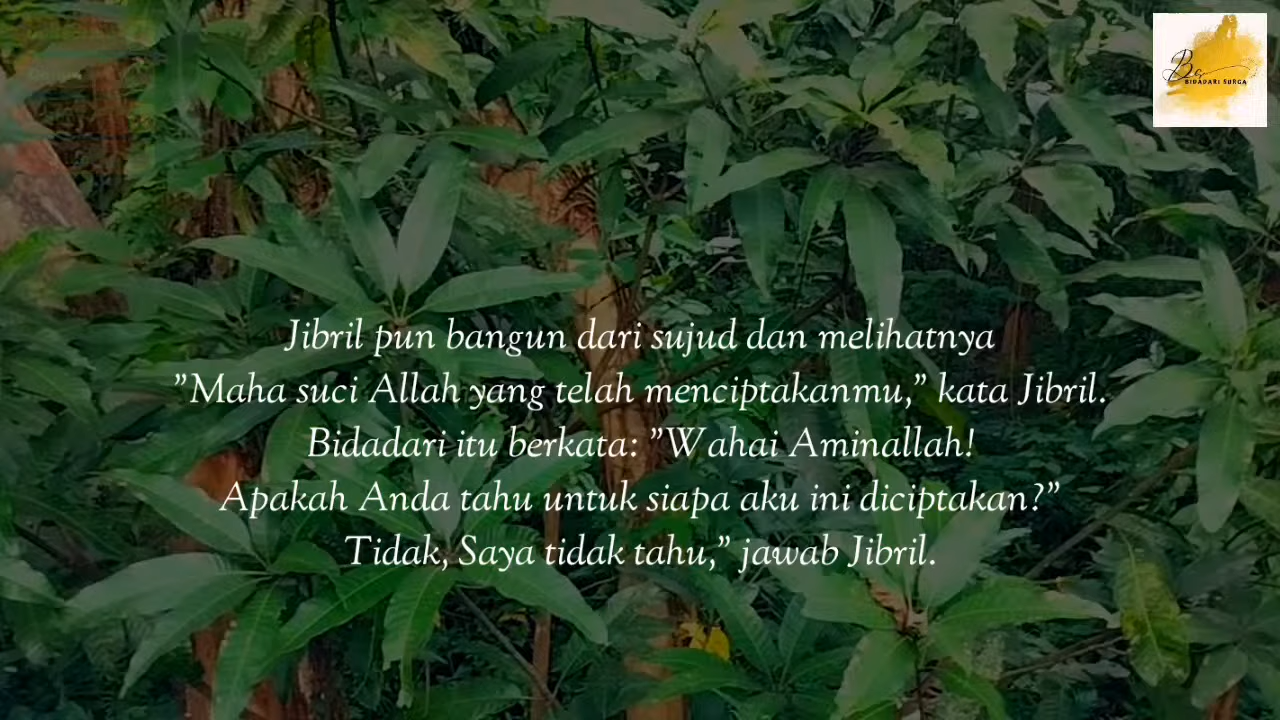 BIDADARI SURGA
Jibril pun bangun dari sujud dan melihatnya
”Maha suci Allah yang telah menciptakanmu,” kata Jibril.
Bidadari itu berkata: ”Wahai Aminallah!
Apakah Anda tahu untuk siapa aku ini diciptakan?”
Tidak, Saya tidak tahu,” jawab Jibril.